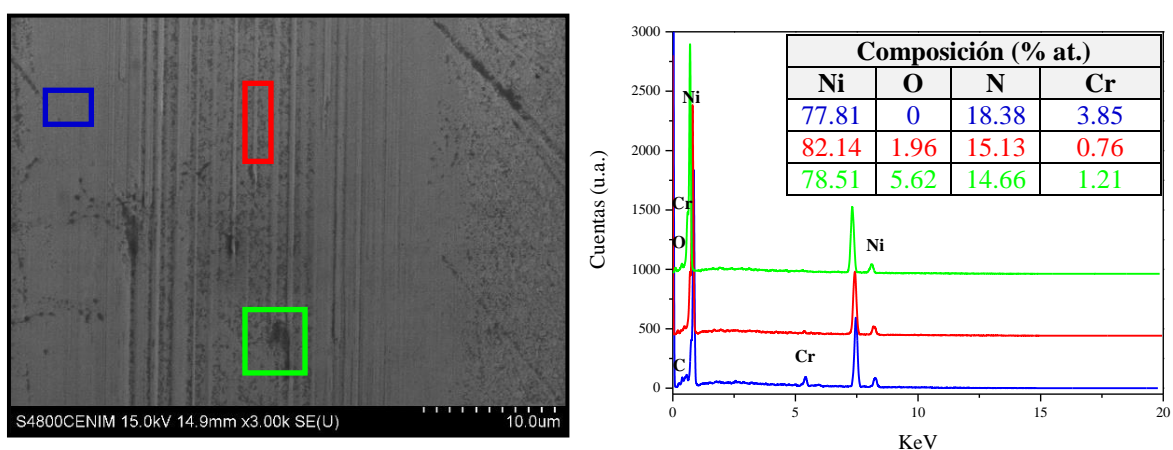 S4800CENIM 15.0kV 14.9mm x3.00k SE(U)
10.0um
Composición (% at.)
Ni O N Cr
77.81 0 18.38 3.85
82.14 1.96 15.13 0.76
78.51 5.62 14.66 1.21
3000
2500
2000
1500
1000
500
0
Cuentas (u.a.)
Ni
Cr
O
Ni
C
Cr
0 5 10 15 20
KeV